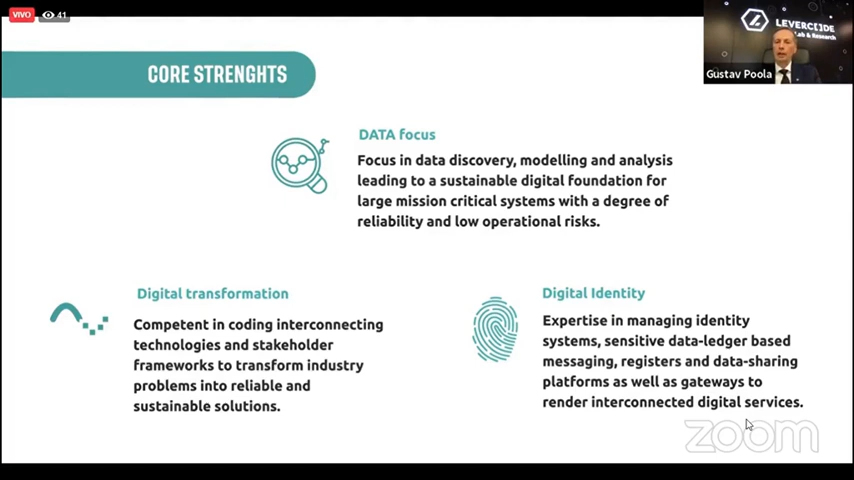 VIVO 41
LEVERC[]DE
Lab & Research
Gustav Poola
CORE STRENGHTS
DATA focus
Focus in data discovery, modelling and analysis
leading to a sustainable digital foundation for
large mission critical systems with a degree of
reliability and low operational risks.
Digital transformation
Competent in coding interconnecting
technologies and stakeholder
frameworks to transform industry
problems into reliable and
sustainable solutions.
Digital Identity
Expertise in managing identity
systems, sensitive data-ledger based
messaging, registers and data-sharing
platforms as well as gateways to
render interconnected digital services.
zoom